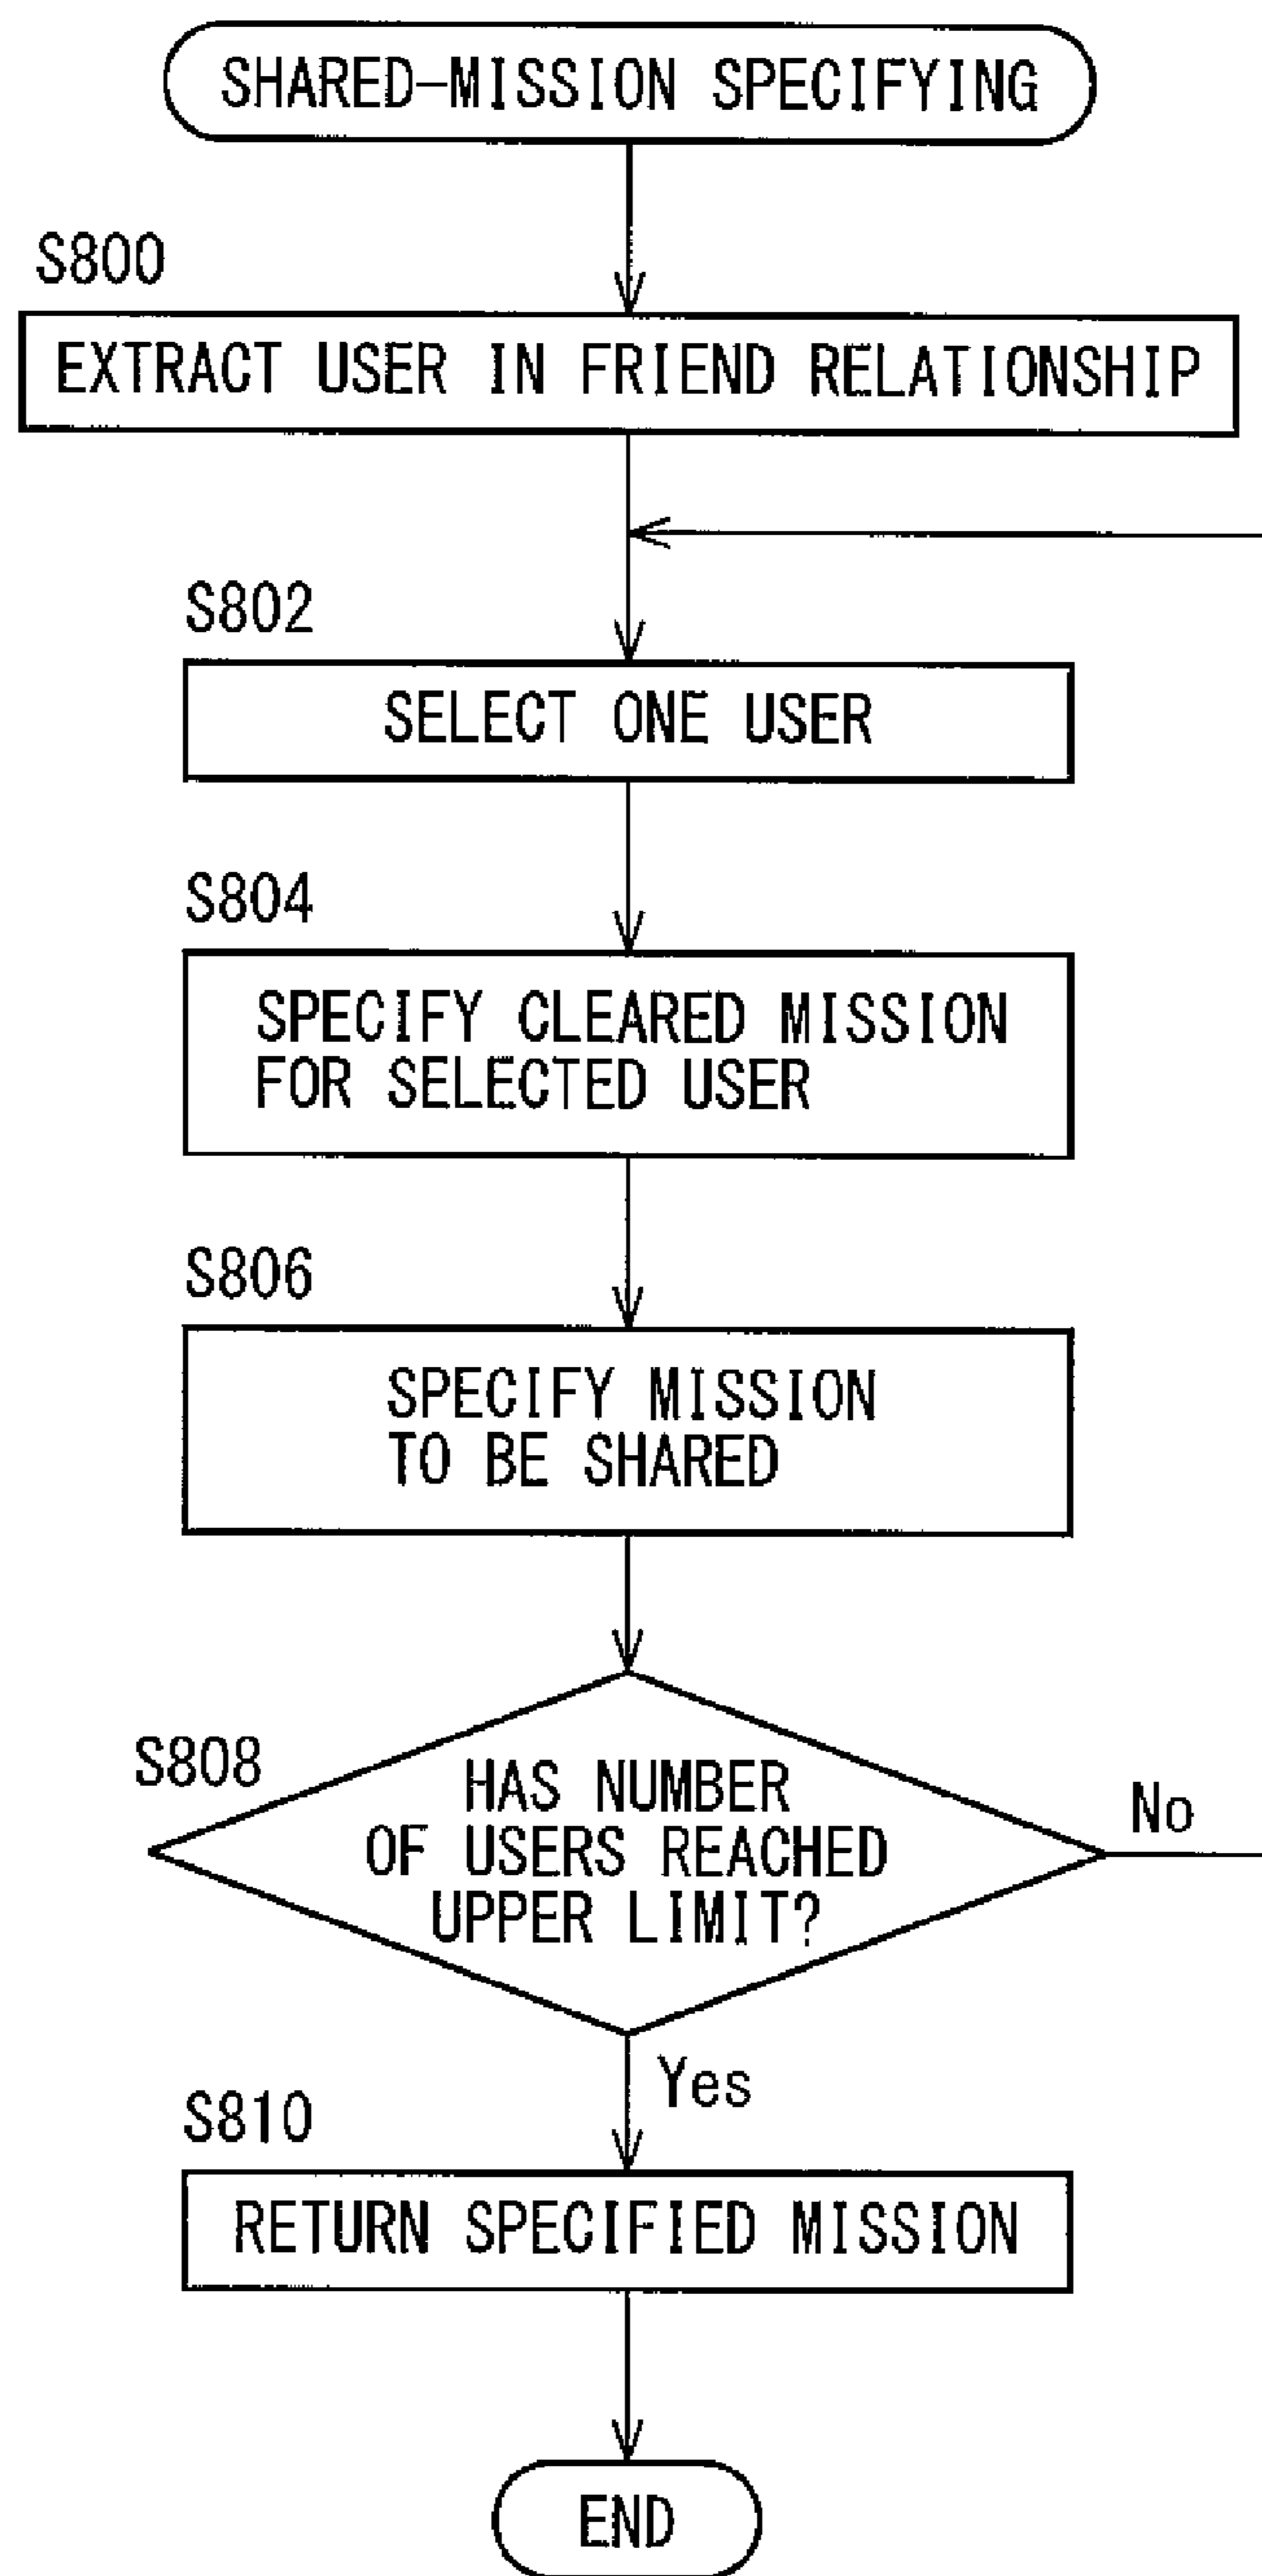 SHARED-MISSION SPECIFYING
S800
EXTRACT USER IN FRIEND RELATIONSHIP
S802
SELECT ONE USER
S804
SPECIFY CLEARED MISSION
FOR SELECTED USER
S806
SPECIFY MISSION
TO BE SHARED
S808
HAS NUMBER
OF USERS REACHED
UPPER LIMIT?
No
Yes
S810
RETURN SPECIFIED MISSION
END